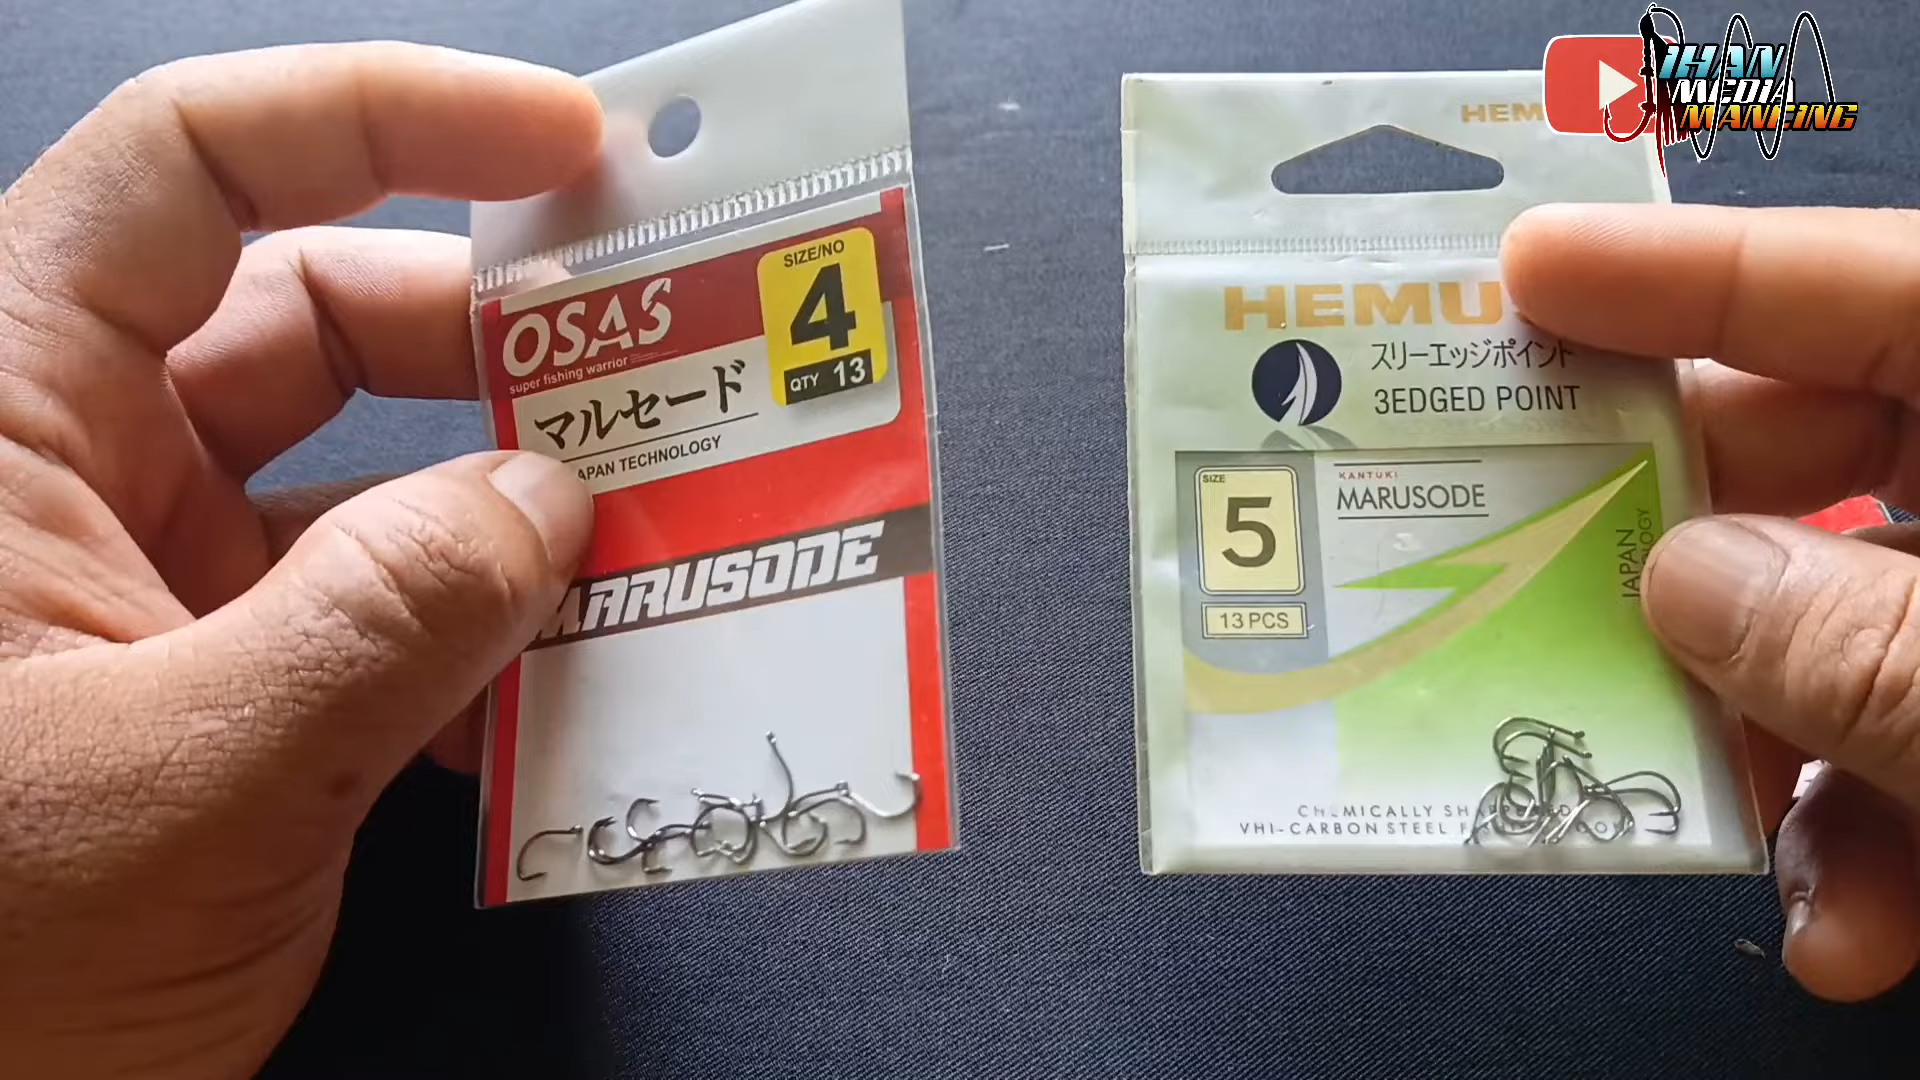 OSAS
super fishing warrior
SIZE/NO
4
QTY 13
マルセード
APAN TECHNOLOGY
MARUSODE
HEM
HEMU
スリーエッジポイント
3EDGED POINT
SIZE
5
13 PCS
KANTUKI
MARUSODE
JAPAN
CHEMICALLY
VHI-CARBON STEEL
IHAN
MEDIA
MANCING